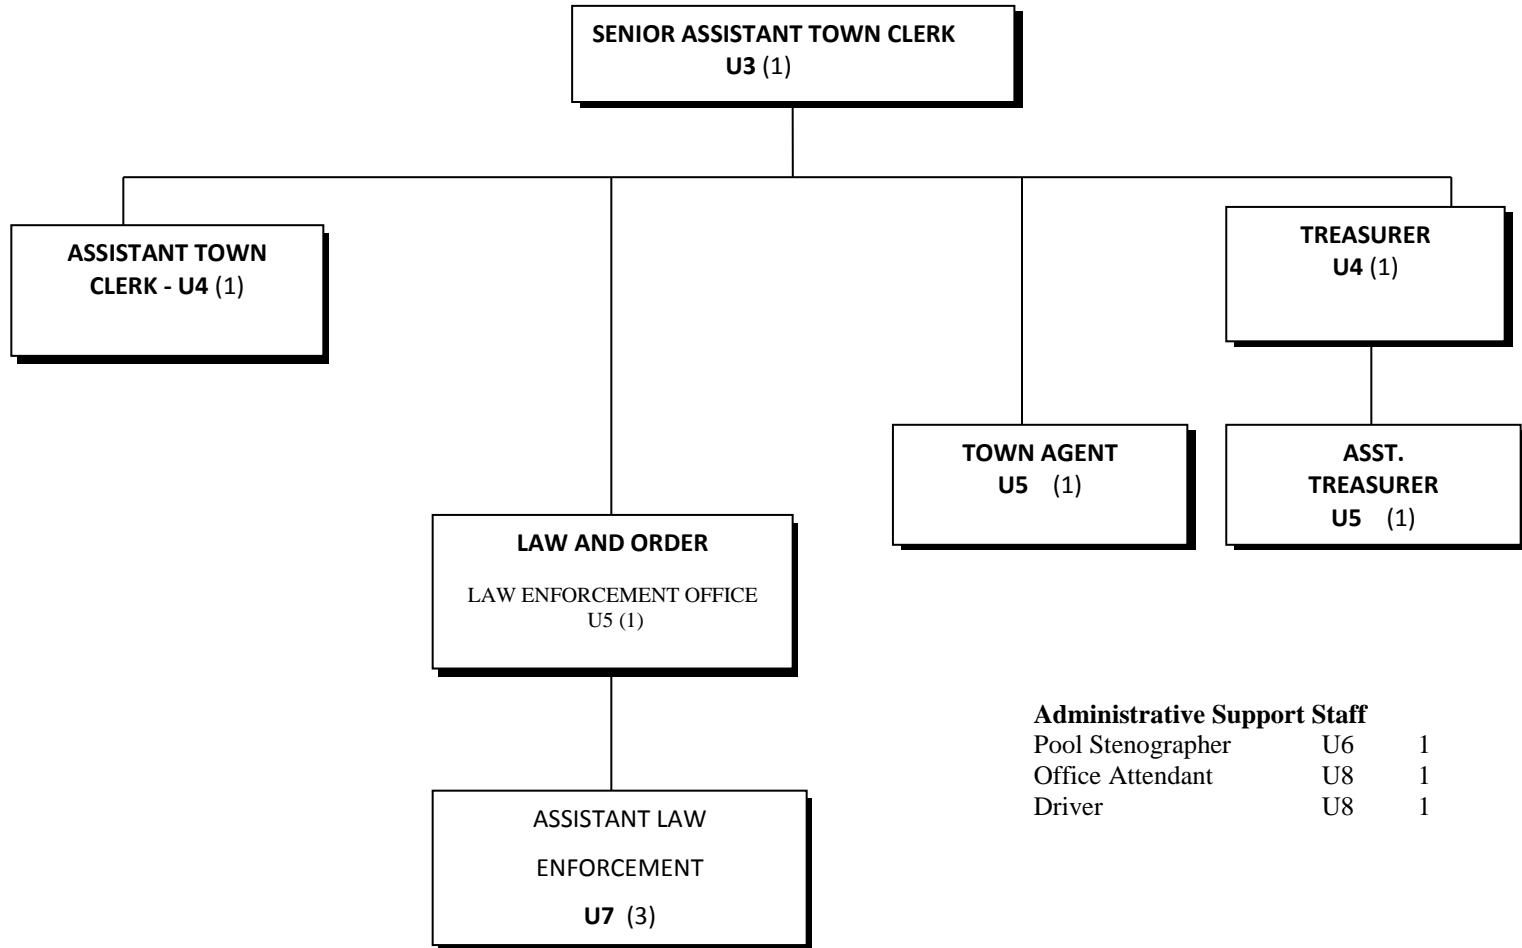 SENIOR ASSISTANT TOWN CLERK
U3 (1)
ASSISTANT TOWN
CLERK - U4 (1)
TREASURER
U4 (1)
TOWN AGENT
U5 (1)
ASST.
TREASURER
U5 (1)
LAW AND ORDER
LAW ENFORCEMENT OFFICE
U5 (1)
ASSISTANT LAW
ENFORCEMENT
U7 (3)
Administrative Support Staff
Pool Stenographer U6 1
Office Attendant U8 1
Driver U8 1